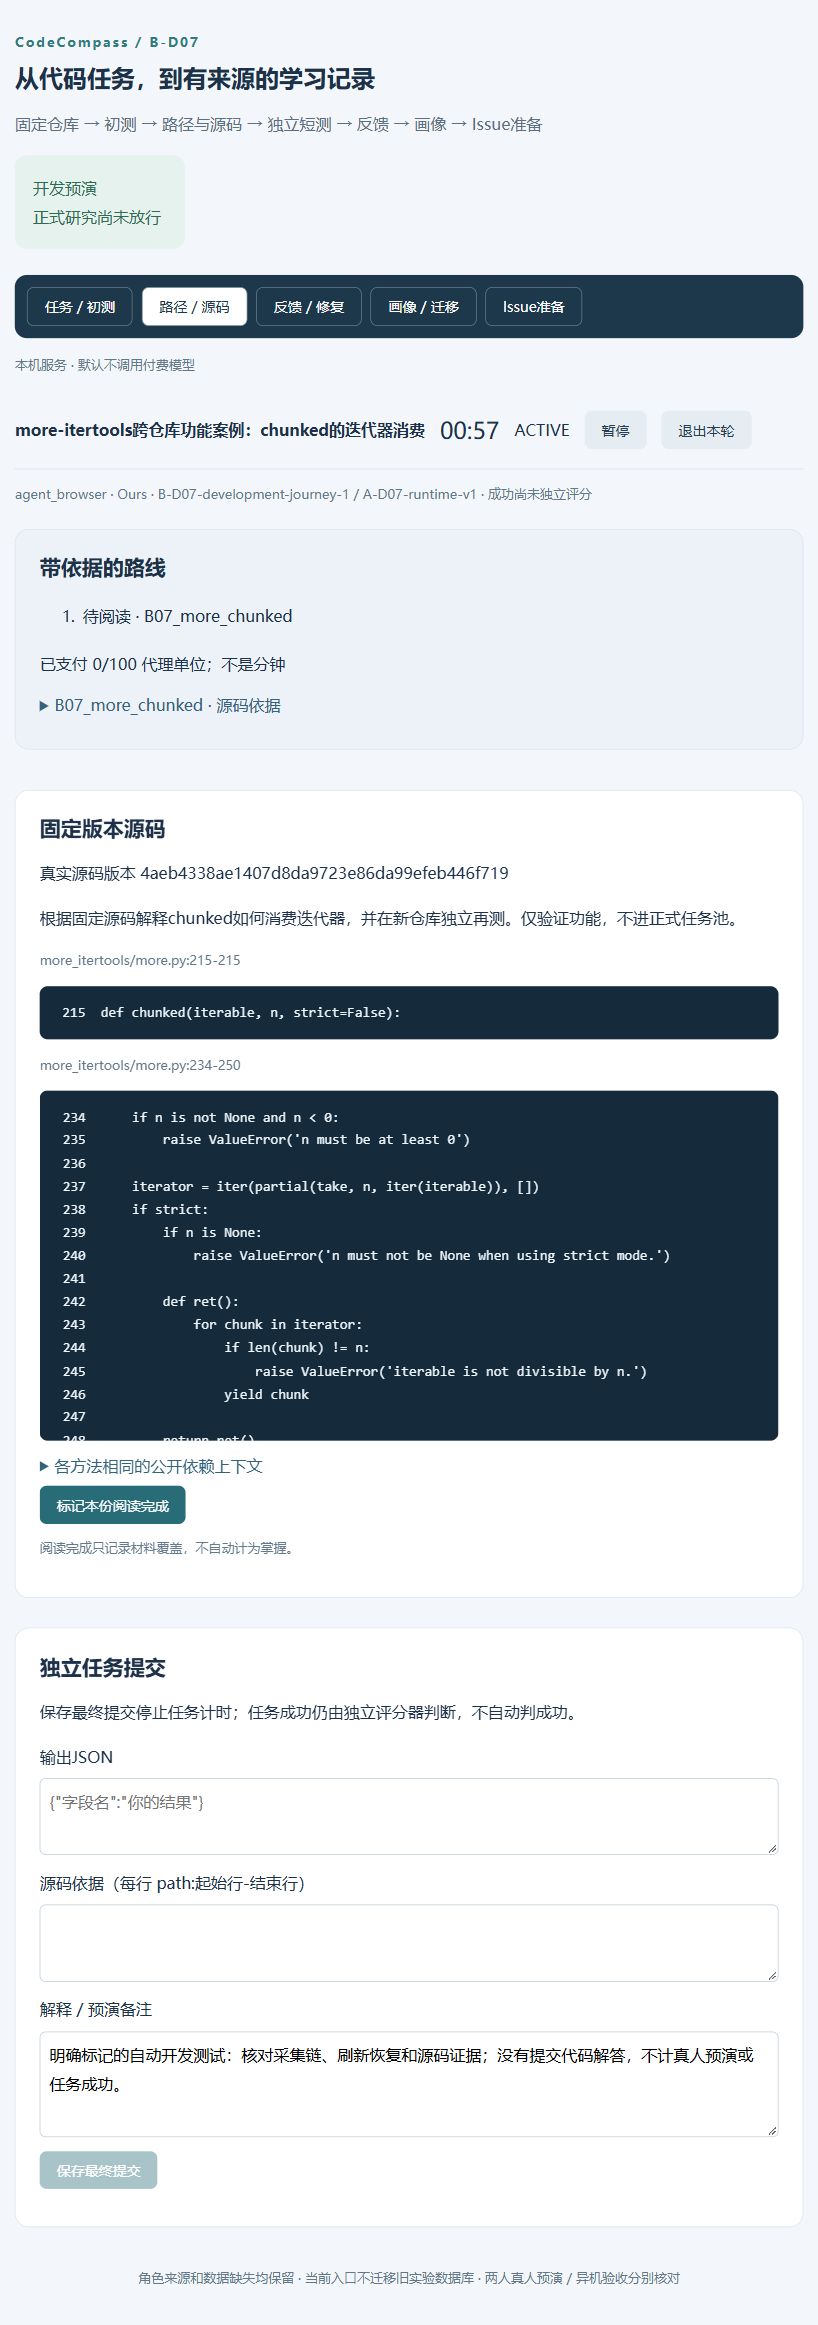 CodeCompass / B-D07
从代码任务，到有来源的学习记录
固定仓库 → 初测 → 路径与源码 → 独立短测 → 反馈 → 画像 → Issue准备
开发预演
正式研究尚未放行
任务 / 初测
路径 / 源码
反馈 / 修复
画像 / 迁移
Issue准备
本机服务 · 默认不调用付费模型
more-itertools跨仓库功能案例：chunked的迭代器消费 00:57 ACTIVE 暂停 退出本轮
agent_browser · Ours · B-D07-development-journey-1 / A-D07-runtime-v1 · 成功尚未独立评分
带依据的路线
1. 待阅读 · B07_more_chunked
已支付 0/100 代理单位；不是分钟
▶ B07_more_chunked · 源码依据
固定版本源码
真实源码版本 4aeb4338ae1407d8da9723e86da99efeb446f719
根据固定源码解释chunked如何消费迭代器，并在新仓库独立再测。仅验证功能，不进正式任务池。
more_itertools/more.py:215-215
215 def chunked(iterable, n, strict=False):
more_itertools/more.py:234-250
234     if n is not None and n < 0:
235         raise ValueError('n must be at least 0')
236
237     iterator = iter(partial(take, n, iter(iterable)), [])
238     if strict:
239         if n is None:
240             raise ValueError('n must not be None when using strict mode.')
241
242         def ret():
243             for chunk in iterator:
244                 if len(chunk) != n:
245                     raise ValueError('iterable is not divisible by n.')
246                 yield chunk
247
248         return ret()
▶ 各方法相同的公开依赖上下文
标记本份阅读完成
阅读完成只记录材料覆盖，不自动计为掌握。
独立任务提交
保存最终提交停止任务计时；任务成功仍由独立评分器判断，不自动判成功。
输出JSON
{"字段名":"你的结果"}
源码依据（每行 path:起始行-结束行）
解释 / 预演备注
明确标记的自动开发测试：核对采集链、刷新恢复和源码证据；没有提交代码解答，不计真人预演或
任务成功。
保存最终提交
角色来源和数据缺失均保留 · 当前入口不迁移旧实验数据库 · 两人真人预演 / 异机验收分别核对